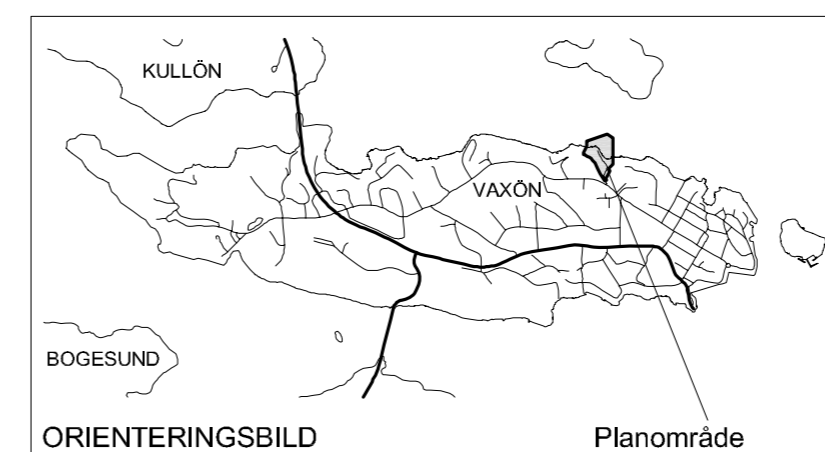 KULLÖN
VAXÖN
BOGESUND
ORIENTERINGSBILD
Planområde